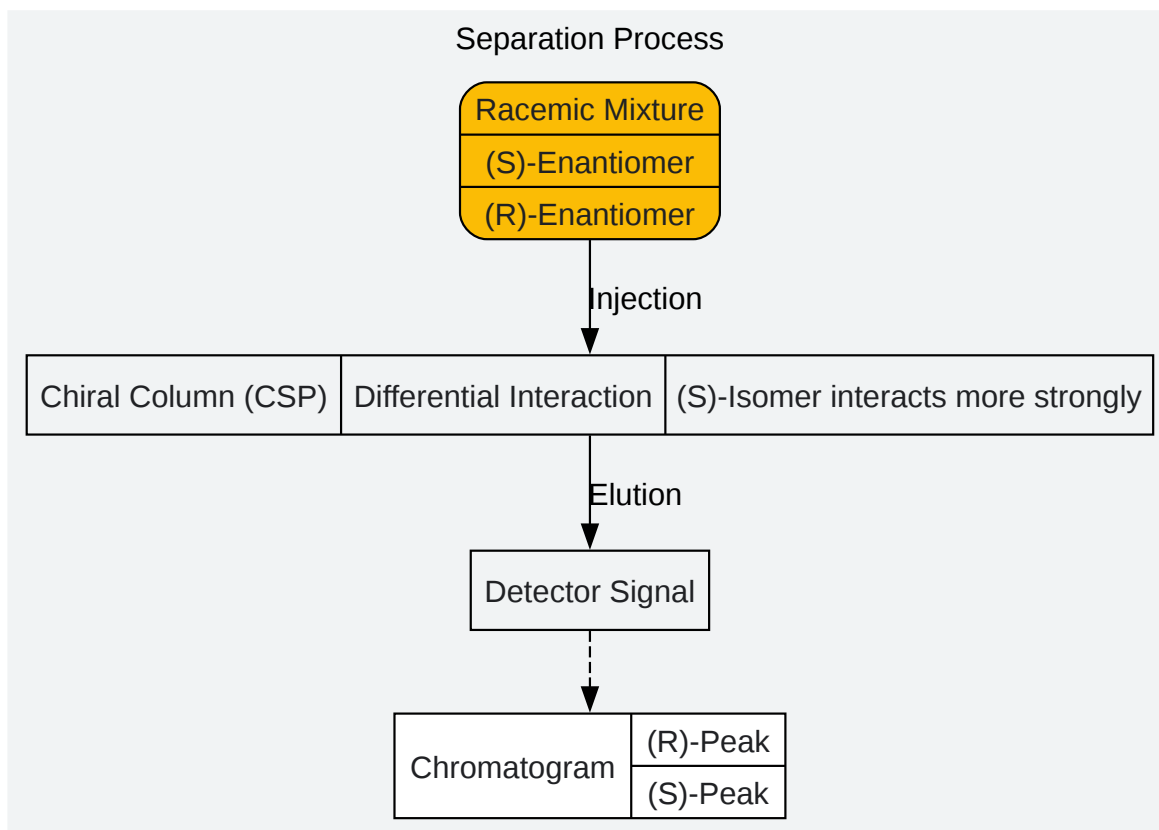 Separation Process
Racemic Mixture
(S)-Enantiomer
(R)-Enantiomer
Injection
Chiral Column (CSP)
Differential Interaction
(S)-Isomer interacts more strongly
Elution
Detector Signal
Chromatogram
(R)-Peak
(S)-Peak